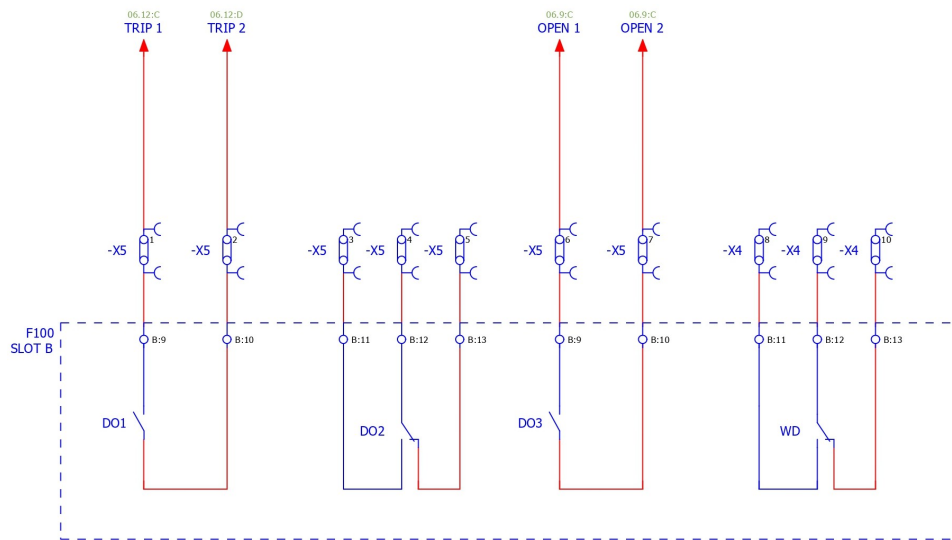 06.12:C
06.12:D
06.9:C
06.9:C
TRIP 1
TRIP 2
OPEN 1
OPEN 2
1
2
3
4
5
6
7
8
9
10
-X5
-X5
-X5
-X5
-X5
-X5
-X5
-X4
-X4
-X4
F100
SLOT B
B:9
B:10
B:11
B:12
B:13
B:9
B:10
B:11
B:12
B:13
DO1
DO2
DO3
WD